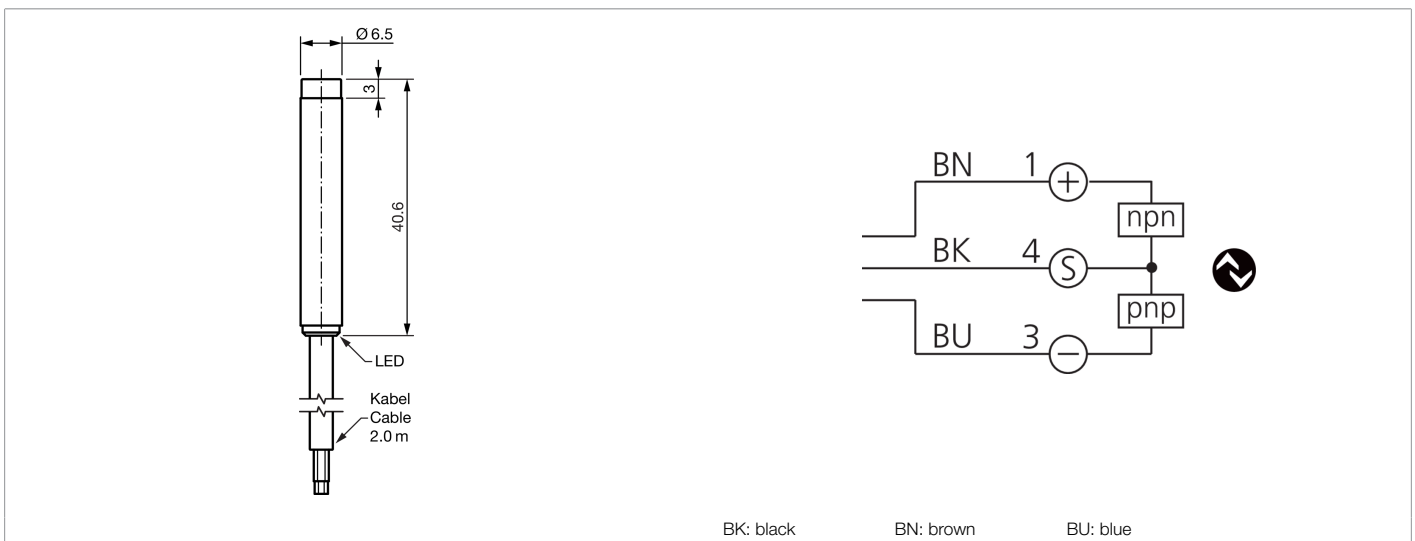 Ø 6.5
3
40.6
LED
Kabel
Cable
2.0 m
BN 1 +
npn
BK 4 S
pnp
BU 3 −
BK: black BN: brown BU: blue